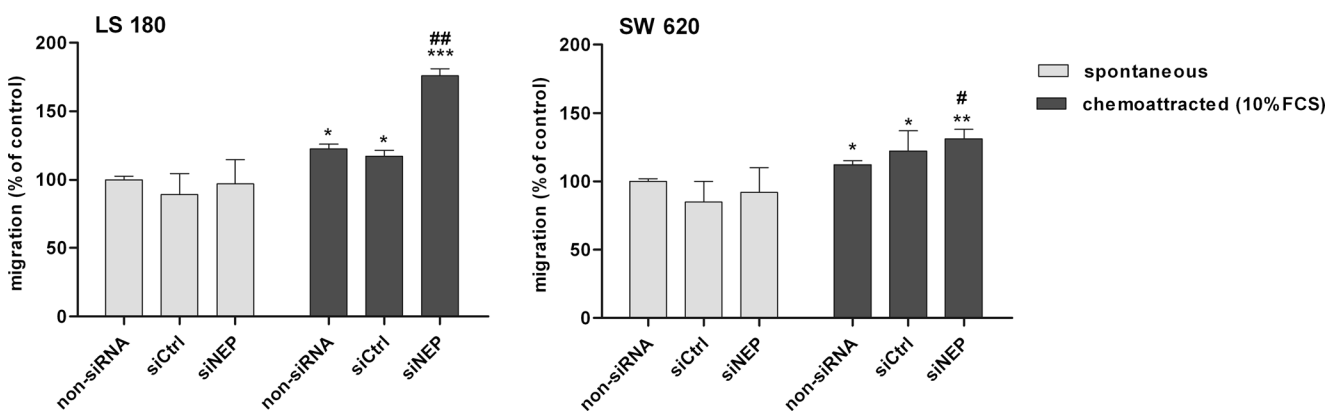 LS 180
migration (% of control)
200
150
100
50
0
##
***
*
*
non-siRNA
siCtrl
siNEP
non-siRNA
siCtrl
siNEP
SW 620
migration (% of control)
200
150
100
50
0
#
**
*
*
non-siRNA
siCtrl
siNEP
non-siRNA
siCtrl
siNEP
spontaneous
chemoattracted (10%FCS)